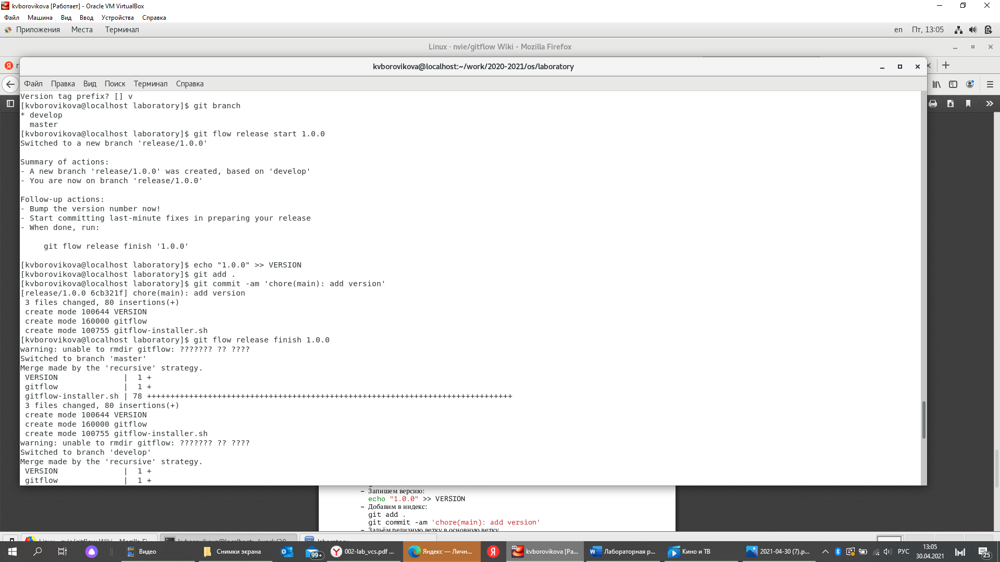 kvborovikova [Работает] - Oracle VM VirtualBox
Файл Машина Вид Ввод Устройства Справка
Приложения Места Терминал en Пт, 13:05
Linux · nvie/gitflow Wiki - Mozilla Firefox
kvborovikova@localhost:~/work/2020-2021/os/laboratory
Файл Правка Вид Поиск Терминал Справка
Version tag prefix? [] v
[kvborovikova@localhost laboratory]$ git branch
* develop
  master
[kvborovikova@localhost laboratory]$ git flow release start 1.0.0
Switched to a new branch 'release/1.0.0'
Summary of actions:
- A new branch 'release/1.0.0' was created, based on 'develop'
- You are now on branch 'release/1.0.0'
Follow-up actions:
- Bump the version number now!
- Start committing last-minute fixes in preparing your release
- When done, run:
     git flow release finish '1.0.0'
[kvborovikova@localhost laboratory]$ echo "1.0.0" >> VERSION
[kvborovikova@localhost laboratory]$ git add .
[kvborovikova@localhost laboratory]$ git commit -am 'chore(main): add version'
[release/1.0.0 6cb321f] chore(main): add version
 3 files changed, 80 insertions(+)
 create mode 100644 VERSION
 create mode 160000 gitflow
 create mode 100755 gitflow-installer.sh
[kvborovikova@localhost laboratory]$ git flow release finish 1.0.0
warning: unable to rmdir gitflow: ??????? ?? ????
Switched to branch 'master'
Merge made by the 'recursive' strategy.
 VERSION              |  1 +
 gitflow              |  1 +
 gitflow-installer.sh | 78 ++++++++++++++++++++++++++++++++++++++++++++++++++++++++++++++++++++++++++++++
 3 files changed, 80 insertions(+)
 create mode 100644 VERSION
 create mode 160000 gitflow
 create mode 100755 gitflow-installer.sh
warning: unable to rmdir gitflow: ??????? ?? ????
Switched to branch 'develop'
Merge made by the 'recursive' strategy.
 VERSION              |  1 +
 gitflow              |  1 +
– Запишем версию:
echo "1.0.0" >> VERSION
– Добавим в индекс:
git add .
git commit -am 'chore(main): add version'
– Зальём релизную ветку в основную ветку
Linux · nvie/gitflow Wiki - Mozilla Fi... kvborovikova@localhost:~/work/20... laboratory
Видео Снимки экрана 99+ 002-lab_vcs.pdf ... Яндекс — Личн... kvborovikova [Ра... Лабораторная р... Кино и ТВ 2021-04-30 (7).p... РУС 13:05
30.04.2021 25